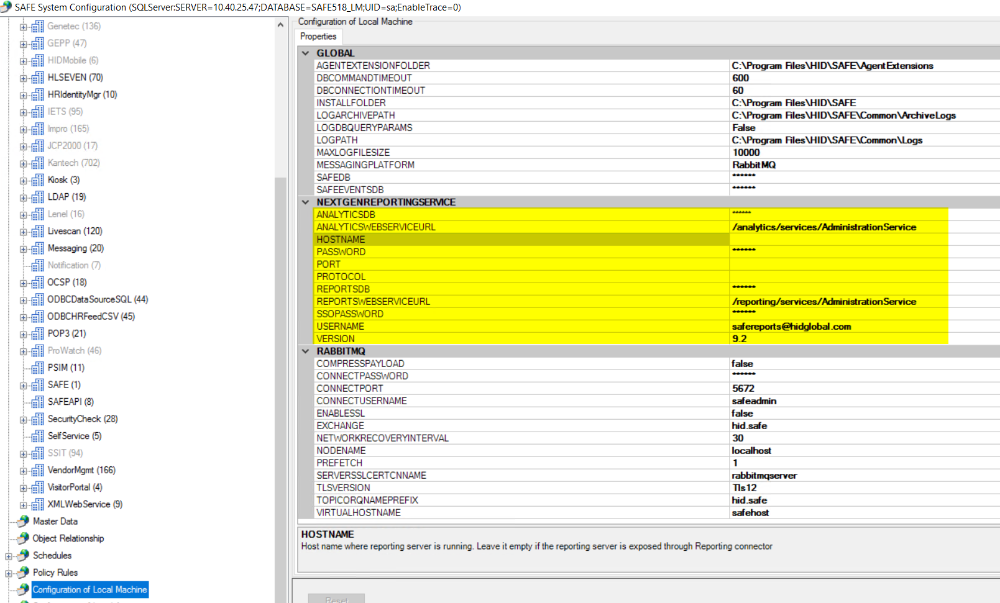 SAFE System Configuration (SQLServer:SERVER=10.40.25.47;DATABASE=SAFE518_LM;UID=sa;EnableTrace=0)
Genetec (136)
GEPP (47)
HIDMobile (6)
HLSEVEN (70)
HRIdentityMgr (10)
IETS (95)
Impro (165)
JCP2000 (17)
Kantech (702)
Kiosk (3)
LDAP (19)
Lenel (16)
Livescan (120)
Messaging (20)
Notification (7)
OCSP (18)
ODBCDataSourceSQL (44)
ODBCHRFeedCSV (45)
POP3 (21)
ProWatch (46)
PSIM (11)
SAFE (1)
SAFEAPI (8)
SecurityCheck (28)
SelfService (5)
SSIT (94)
VendorMgmt (166)
VisitorPortal (4)
XMLWebService (9)
Master Data
Object Relationship
Schedules
Policy Rules
Configuration of Local Machine
Configuration of Local Machine
Properties
GLOBAL
AGENTEXTENSIONFOLDER C:\Program Files\HID\SAFE\AgentExtensions
DBCOMMANDTIMEOUT 600
DBCONNECTIONTIMEOUT 60
INSTALLFOLDER C:\Program Files\HID\SAFE
LOGARCHIVEPATH C:\Program Files\HID\SAFE\Common\ArchiveLogs
LOGDBQUERYPARAMS False
LOGPATH C:\Program Files\HID\SAFE\Common\Logs
MAXLOGFILESIZE 10000
MESSAGINGPLATFORM RabbitMQ
SAFEDB ******
SAFEEVENTSDB ******
NEXTGENREPORTINGSERVICE
ANALYTICSDB ******
ANALYTICSWEBSERVICEURL /analytics/services/AdministrationService
HOSTNAME
PASSWORD ******
PORT
PROTOCOL
REPORTSDB ******
REPORTSWEBSERVICEURL /reporting/services/AdministrationService
SSOPASSWORD ******
USERNAME safereports@hidglobal.com
VERSION 9.2
RABBITMQ
COMPRESSPAYLOAD false
CONNECTPASSWORD ******
CONNECTPORT 5672
CONNECTUSERNAME safeadmin
ENABLESSL false
EXCHANGE hid.safe
NETWORKRECOVERYINTERVAL 30
NODENAME localhost
PREFETCH 1
SERVERSSLCERTCNNAME rabbitmqserver
TLSVERSION Tls12
TOPICORQNAMEPREFIX hid.safe
VIRTUALHOSTNAME safehost
HOSTNAME
Host name where reporting server is running. Leave it empty if the reporting server is exposed through Reporting connector
Reset